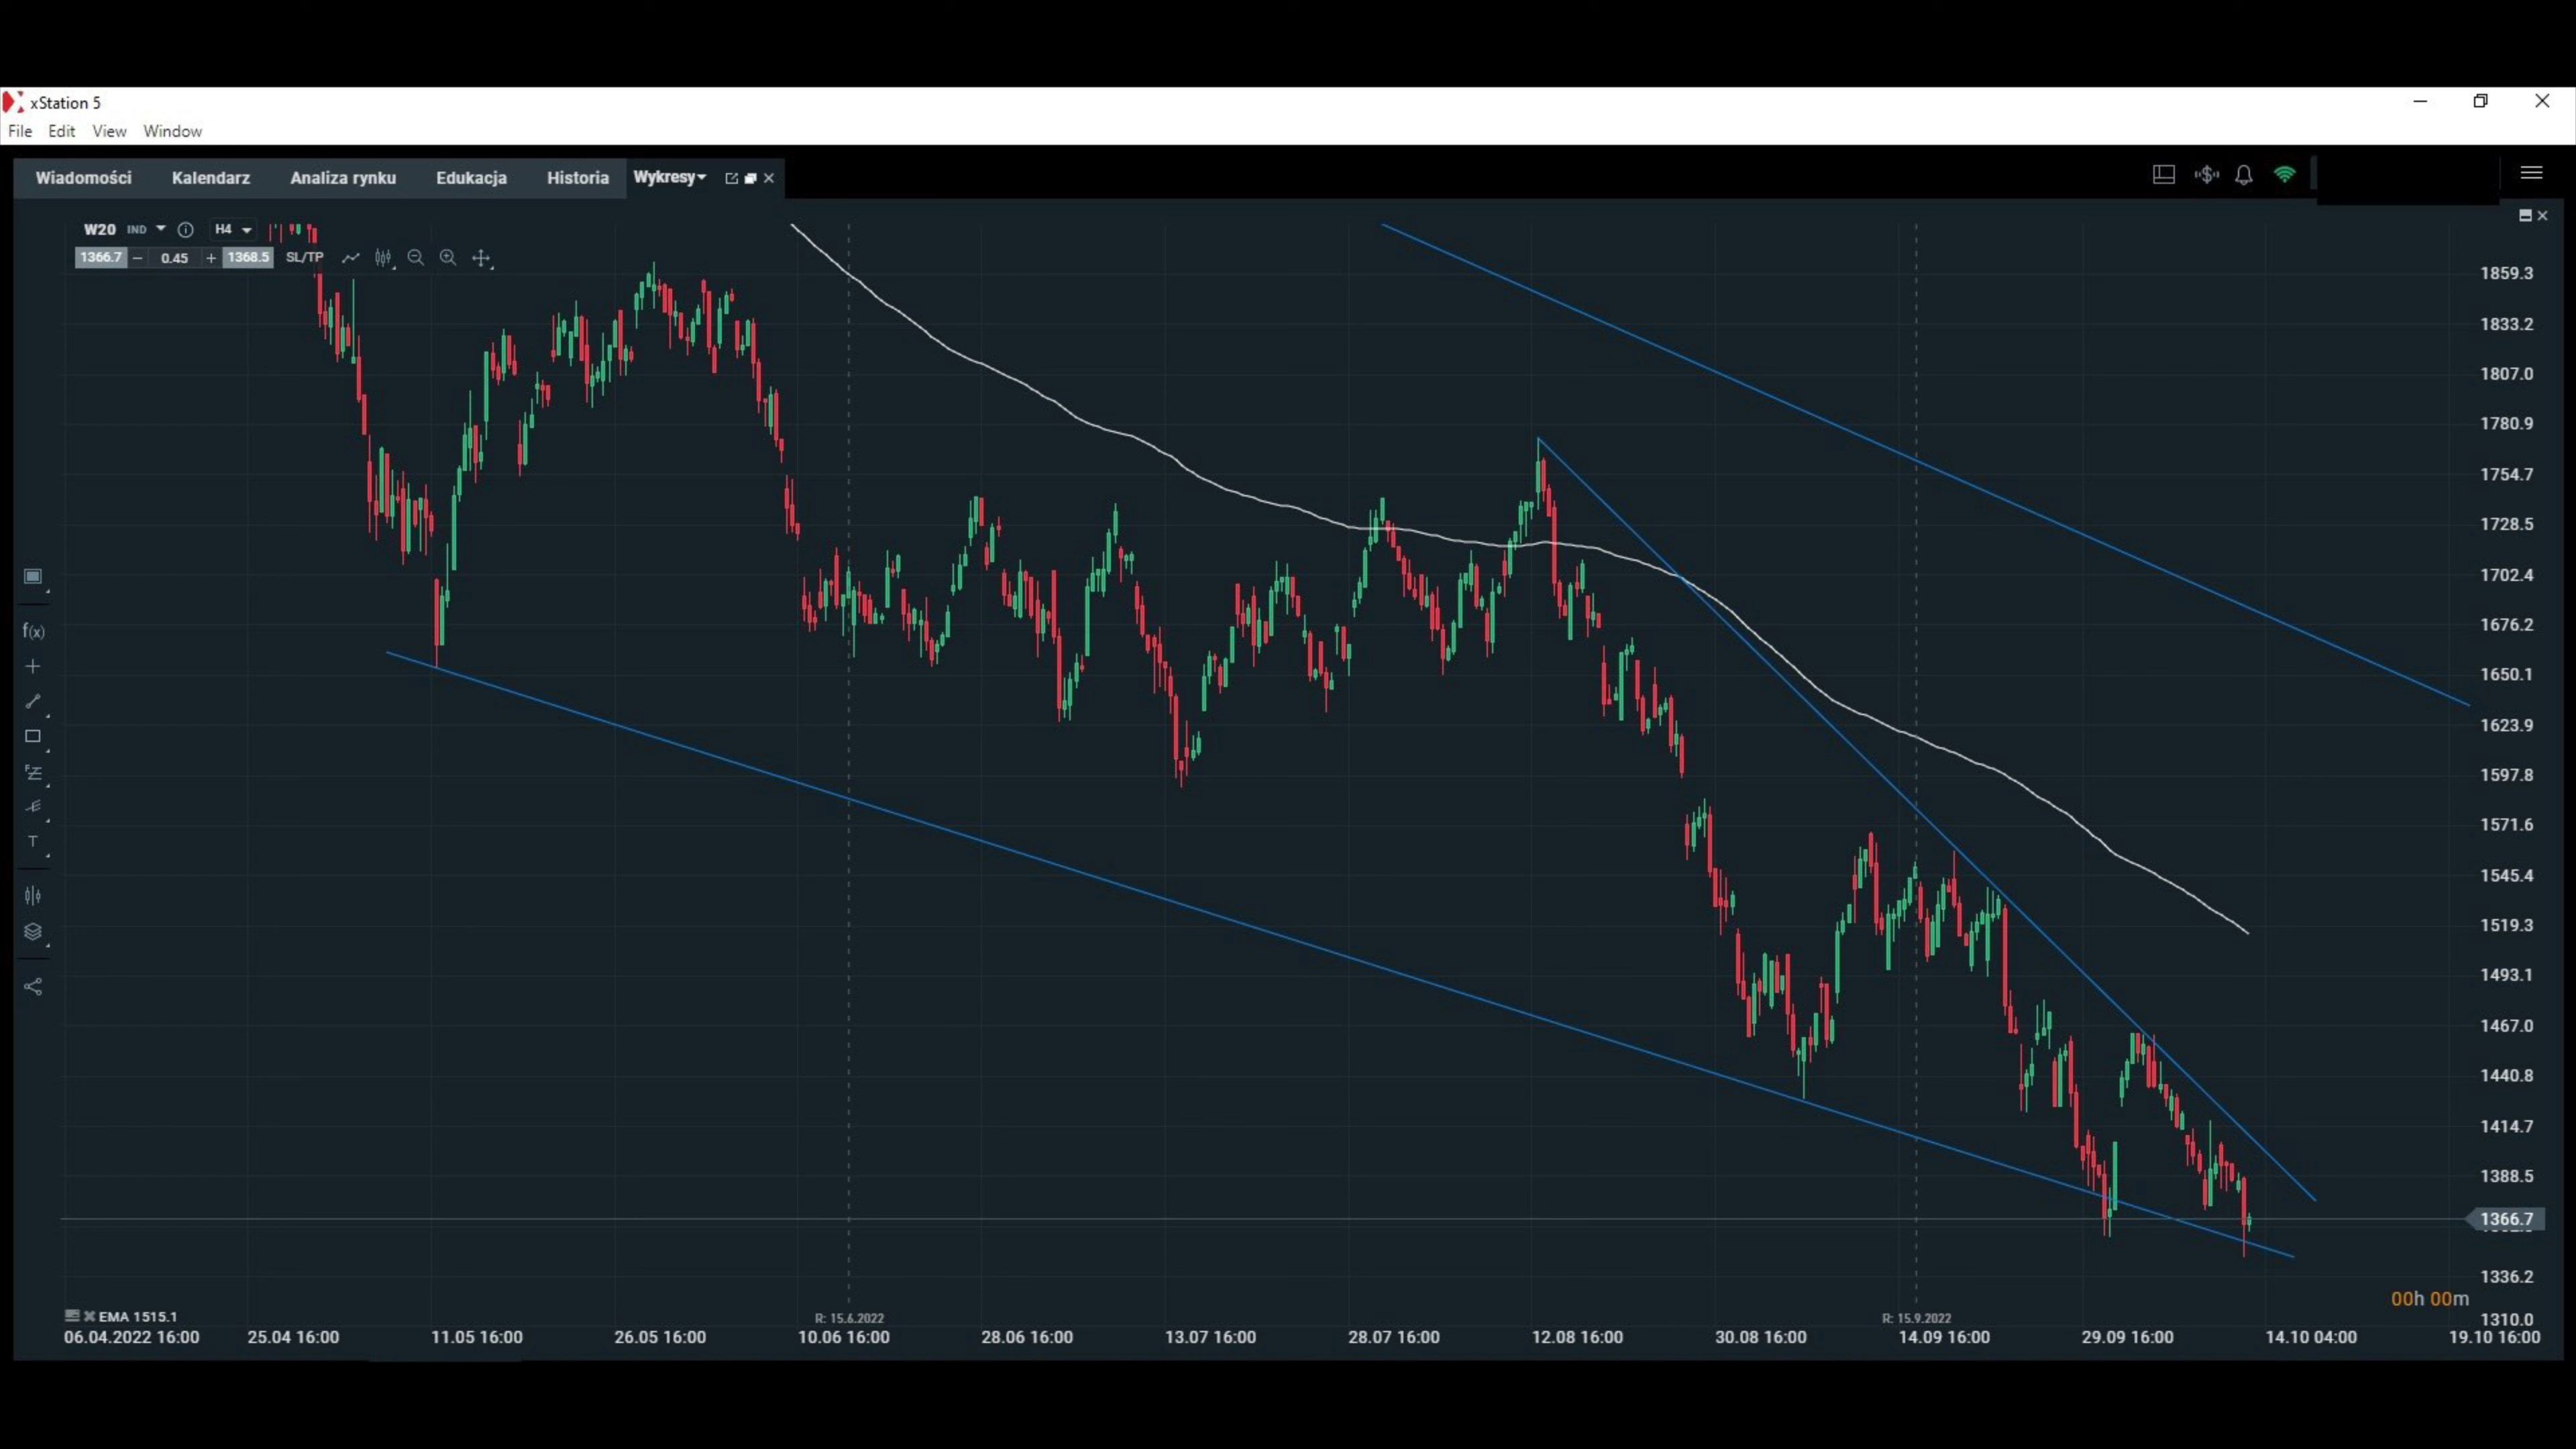 xStation 5
File Edit View Window
Wiadomości Kalendarz Analiza rynku Edukacja Historia Wykresy
W20 IND H4
1366.7 0.45 1368.5 SL/TP
1859.3
1833.2
1807.0
1780.9
1754.7
1728.5
1702.4
1676.2
1650.1
1623.9
1597.8
1571.6
1545.4
1519.3
1493.1
1467.0
1440.8
1414.7
1388.5
1366.7
1336.2
1310.0
f(x)
T
00h 00m
EMA 1515.1
R: 15.6.2022 R: 15.9.2022
06.04.2022 16:00 25.04 16:00 11.05 16:00 26.05 16:00 10.06 16:00 28.06 16:00 13.07 16:00 28.07 16:00 12.08 16:00 30.08 16:00 14.09 16:00 29.09 16:00 14.10 04:00 19.10 16:00